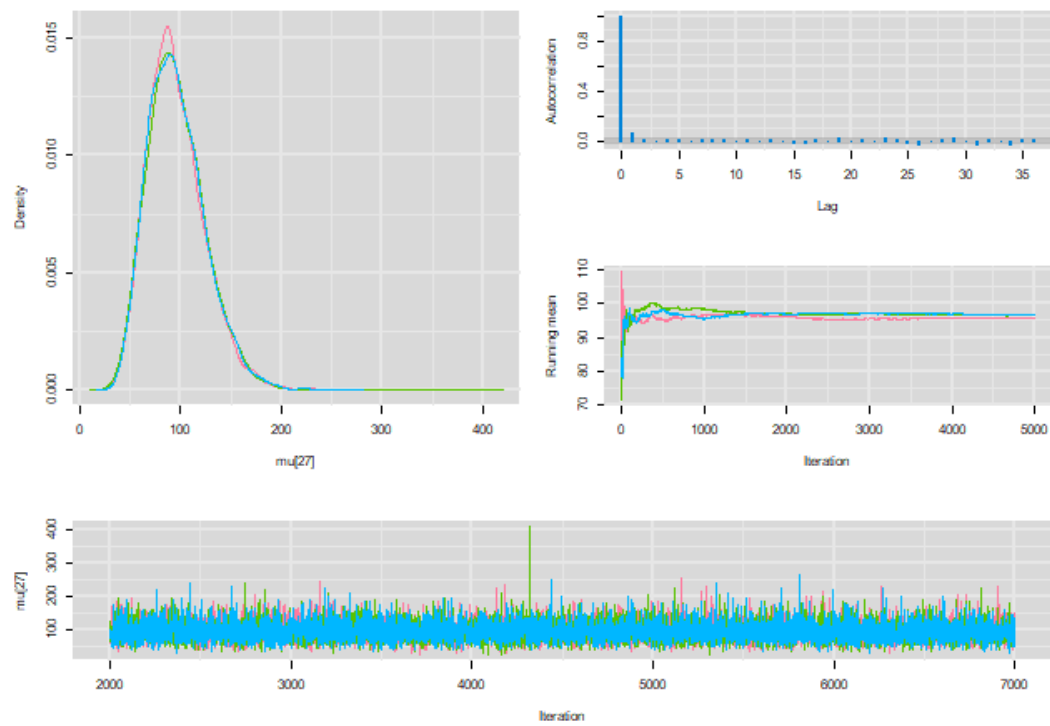 Density
0.000 0.005 0.010 0.015
0 100 200 300 400
mu[27]
Autocorrelation
0.0 0.4 0.8
0 5 10 15 20 25 30 35
Lag
Running mean
70 80 90 100 110
0 1000 2000 3000 4000 5000
Iteration
mu[27]
100 200 300 400
2000 3000 4000 5000 6000 7000
Iteration